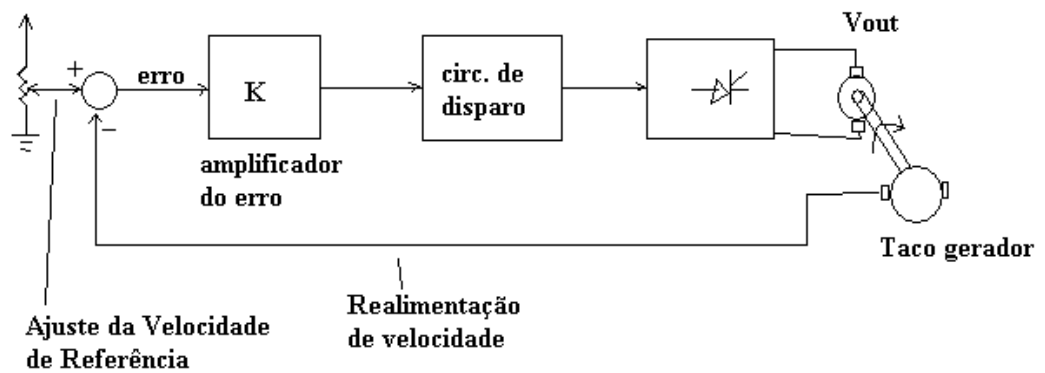 Vout
+
erro
K
circ. de
disparo
−
amplificador
do erro
Taco gerador
Realimentação
de velocidade
Ajuste da Velocidade
de Referência